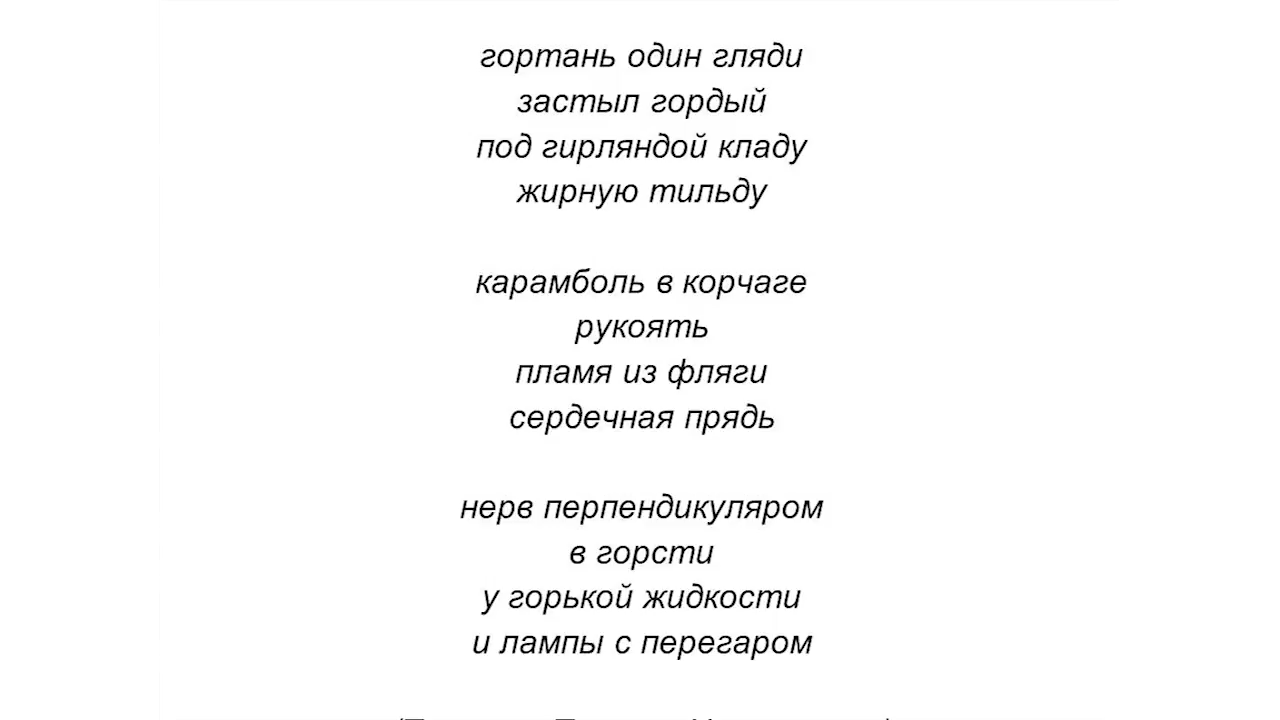 гортань один гляди
застыл гордый
под гирляндой кладу
жирную тильду
карамболь в корчаге
рукоять
пламя из фляги
сердечная прядь
нерв перпендикуляром
в горсти
у горькой жидкости
и лампы с перегаром